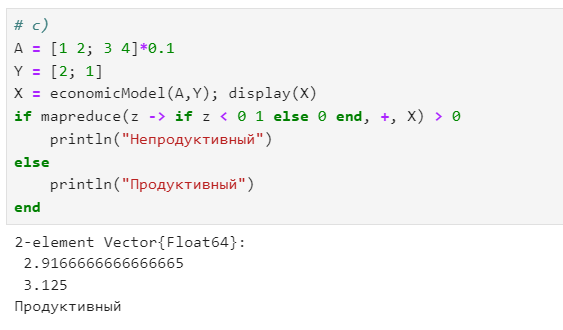 # c)
A = [1 2; 3 4]*0.1
Y = [2; 1]
X = economicModel(A,Y); display(X)
if mapreduce(z -> if z < 0 1 else 0 end, +, X) > 0
    println("Непродуктивный")
else
    println("Продуктивный")
end
2-element Vector{Float64}:
 2.9166666666666665
 3.125
Продуктивный